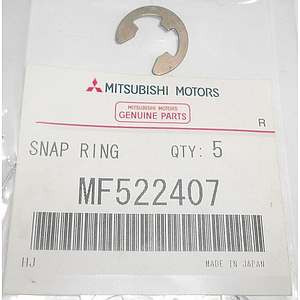 MITSUBISHI MOTORS
MITSUBISHI MOTORS
GENUINE PARTS
R
SNAP RING QTY: 5
MF522407
HJ MADE IN JAPAN